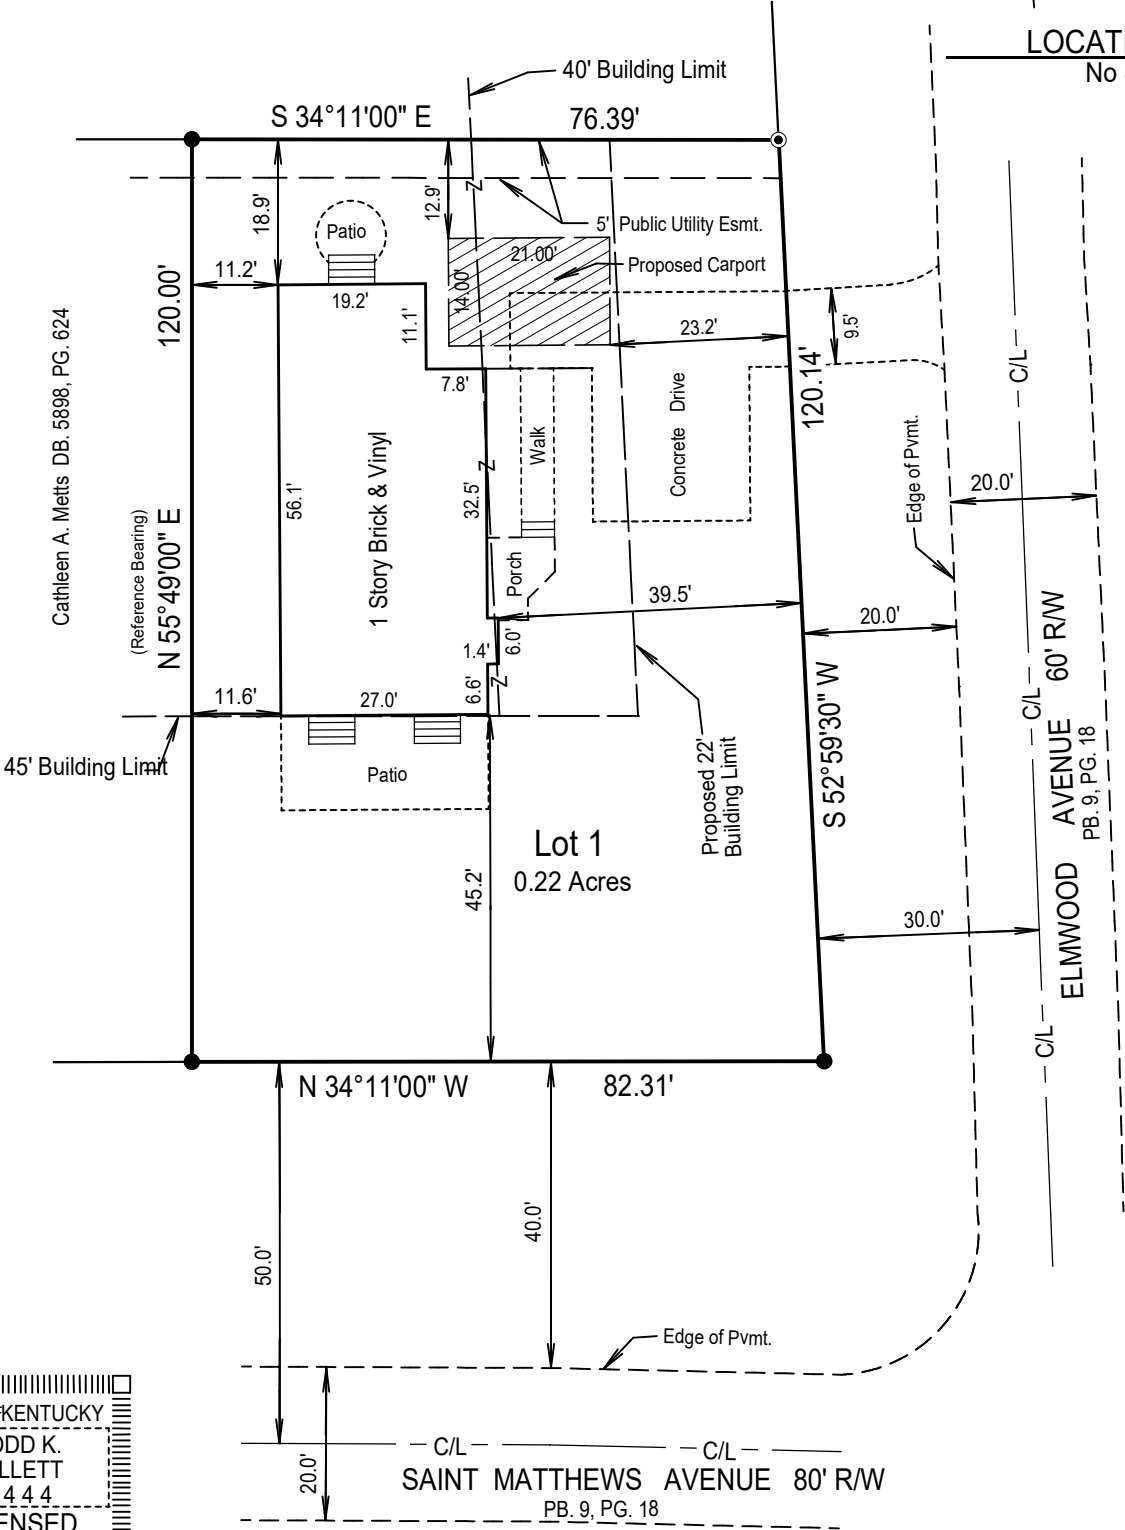 LOCATI
No
40' Building Limit
S 34°11'00" E
76.39'
18.9'
12.9'
Patio
5' Public Utility Esmt.
21.00'
Proposed Carport
14.00'
11.2'
19.2'
11.1'
23.2'
9.5'
7.8'
120.00'
120.14'
Cathleen A. Metts DB. 5898, PG. 624
(Reference Bearing)
N 55°49'00" E
56.1'
1 Story Brick & Vinyl
32.5'
Walk
Concrete Drive
Porch
Edge of Pvmt.
20.0'
C/L
39.5'
20.0'
1.4'
6.0'
6.6'
11.6'
27.0'
45' Building Limit
Patio
Proposed 22'
Building Limit
S 52°59'30" W
C/L
ELMWOOD AVENUE 60' R/W
PB. 9, PG. 18
Lot 1
0.22 Acres
45.2'
30.0'
C/L
N 34°11'00" W
82.31'
50.0'
40.0'
Edge of Pvmt.
20.0'
C/L
C/L
SAINT MATTHEWS AVENUE 80' R/W
PB. 9, PG. 18
KENTUCKY
ODD K.
LLETT
444
ENSED